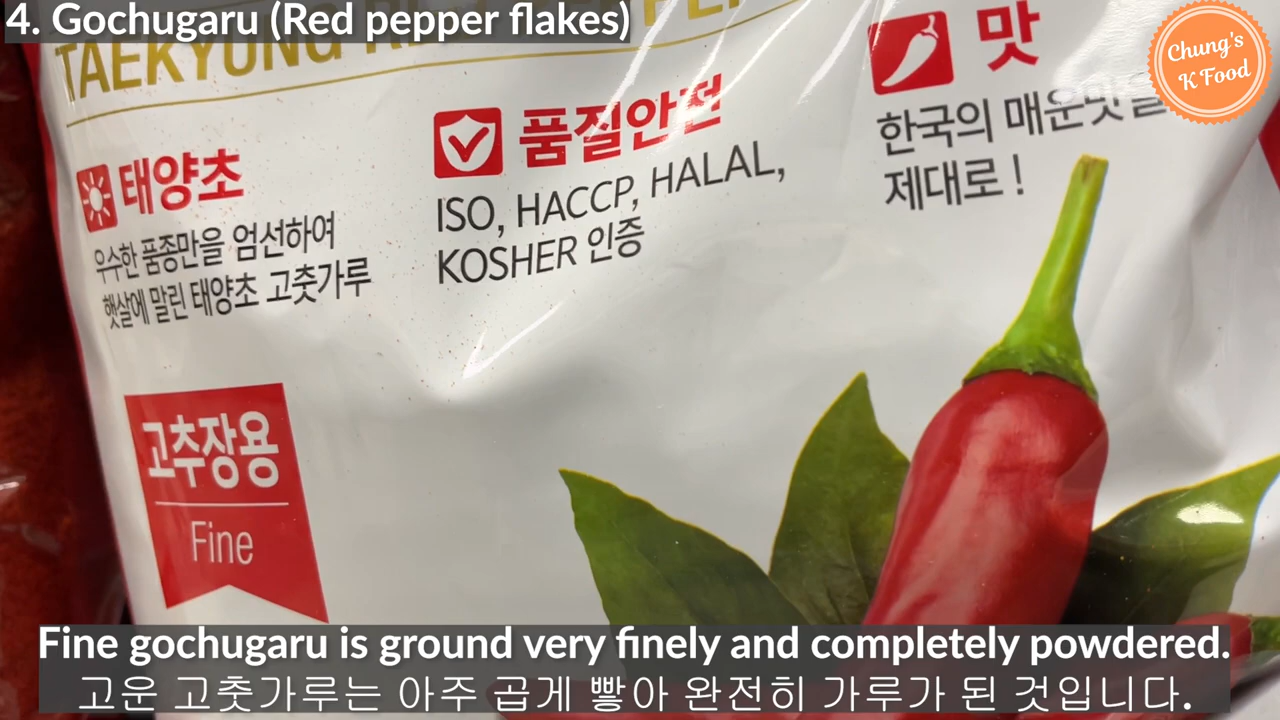 4. Gochugaru (Red pepper flakes)
TAEKYUNG
Chung's
K Food
맛
한국의 매운맛을
제대로 !
품질안전
ISO, HACCP, HALAL,
KOSHER 인증
태양초
우수한 품종만을 엄선하여
햇살에 말린 태양초 고춧가루
고추장용
Fine
Fine gochugaru is ground very finely and completely powdered.
고운 고춧가루는 아주 곱게 빻아 완전히 가루가 된 것입니다.